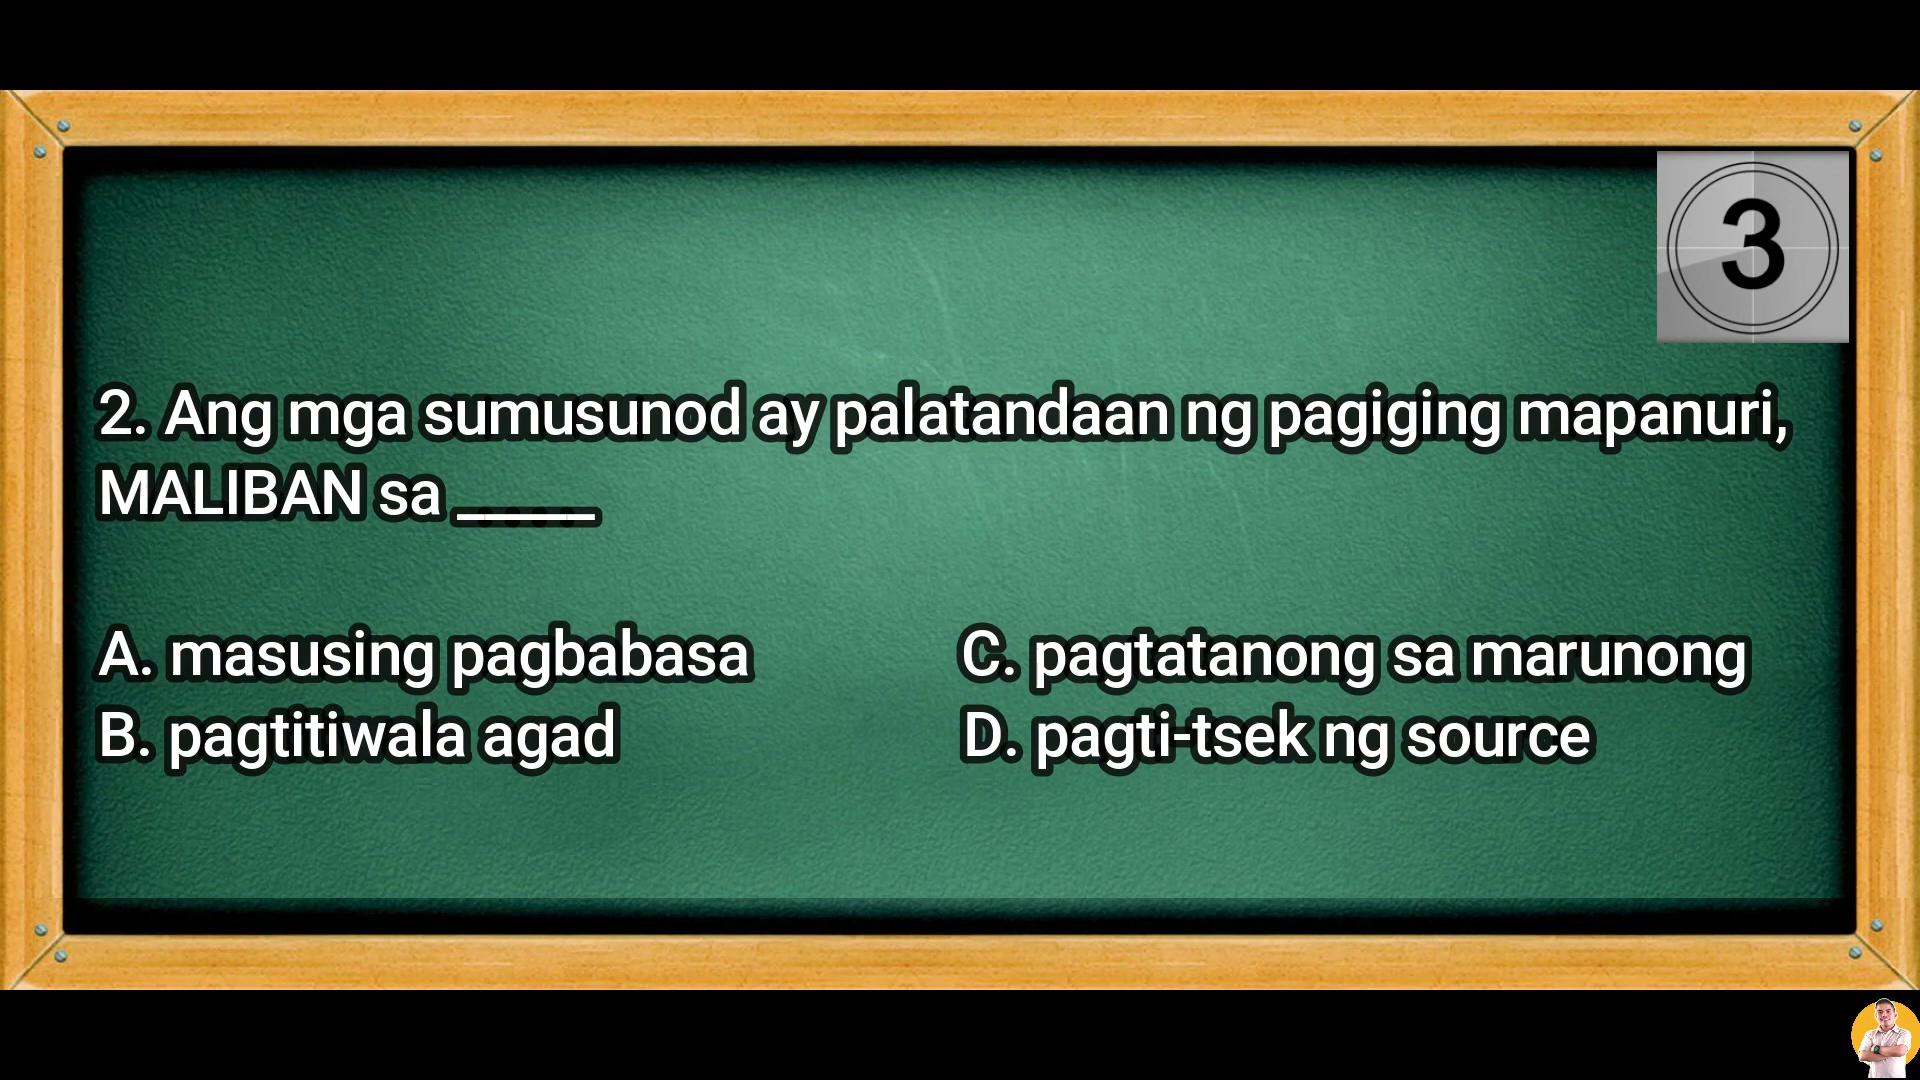 3
2. Ang mga sumusunod ay palatandaan ng pagiging mapanuri,
MALIBAN sa _____
A. masusing pagbabasa
B. pagtitiwala agad
C. pagtatanong sa marunong
D. pagti-tsek ng source